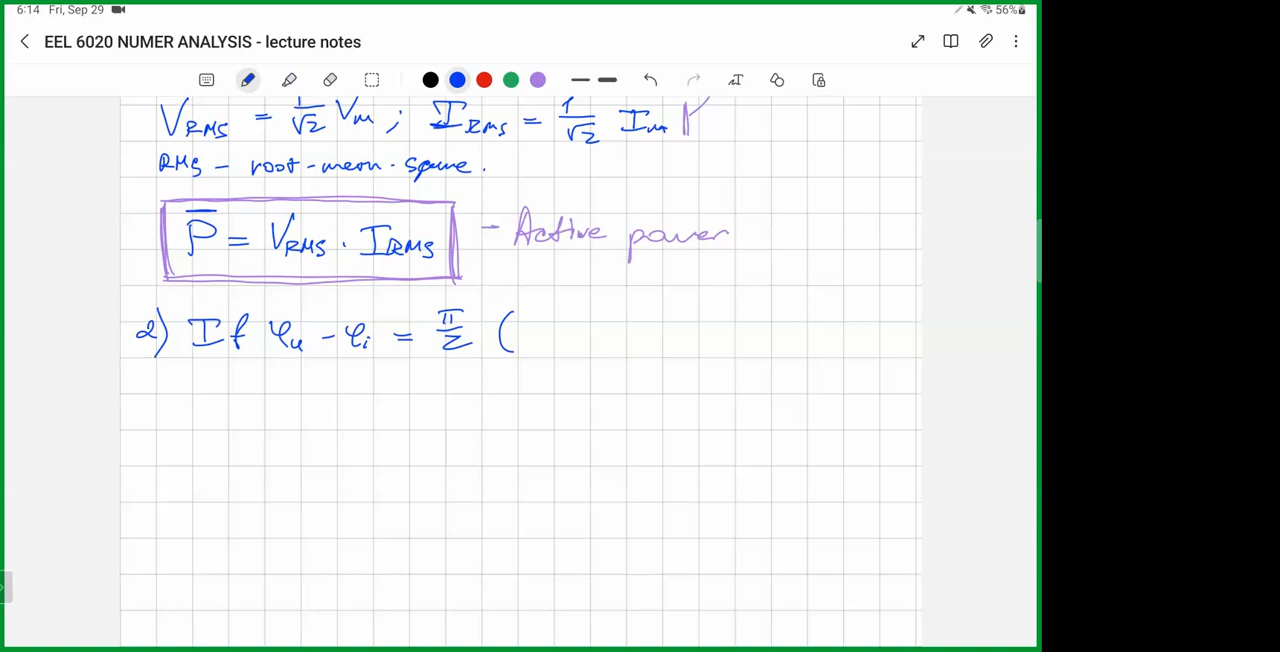 6:14 Fri, Sep 29 56%
EEL 6020 NUMER ANALYSIS - lecture notes
V_RMS = 1/√2 V_m ; I_RMS = 1/√2 I_m
RMS - root-mean-square.
P̅ = V_RMS · I_RMS - Active power
2) If φ_u - φ_i = π/2 (